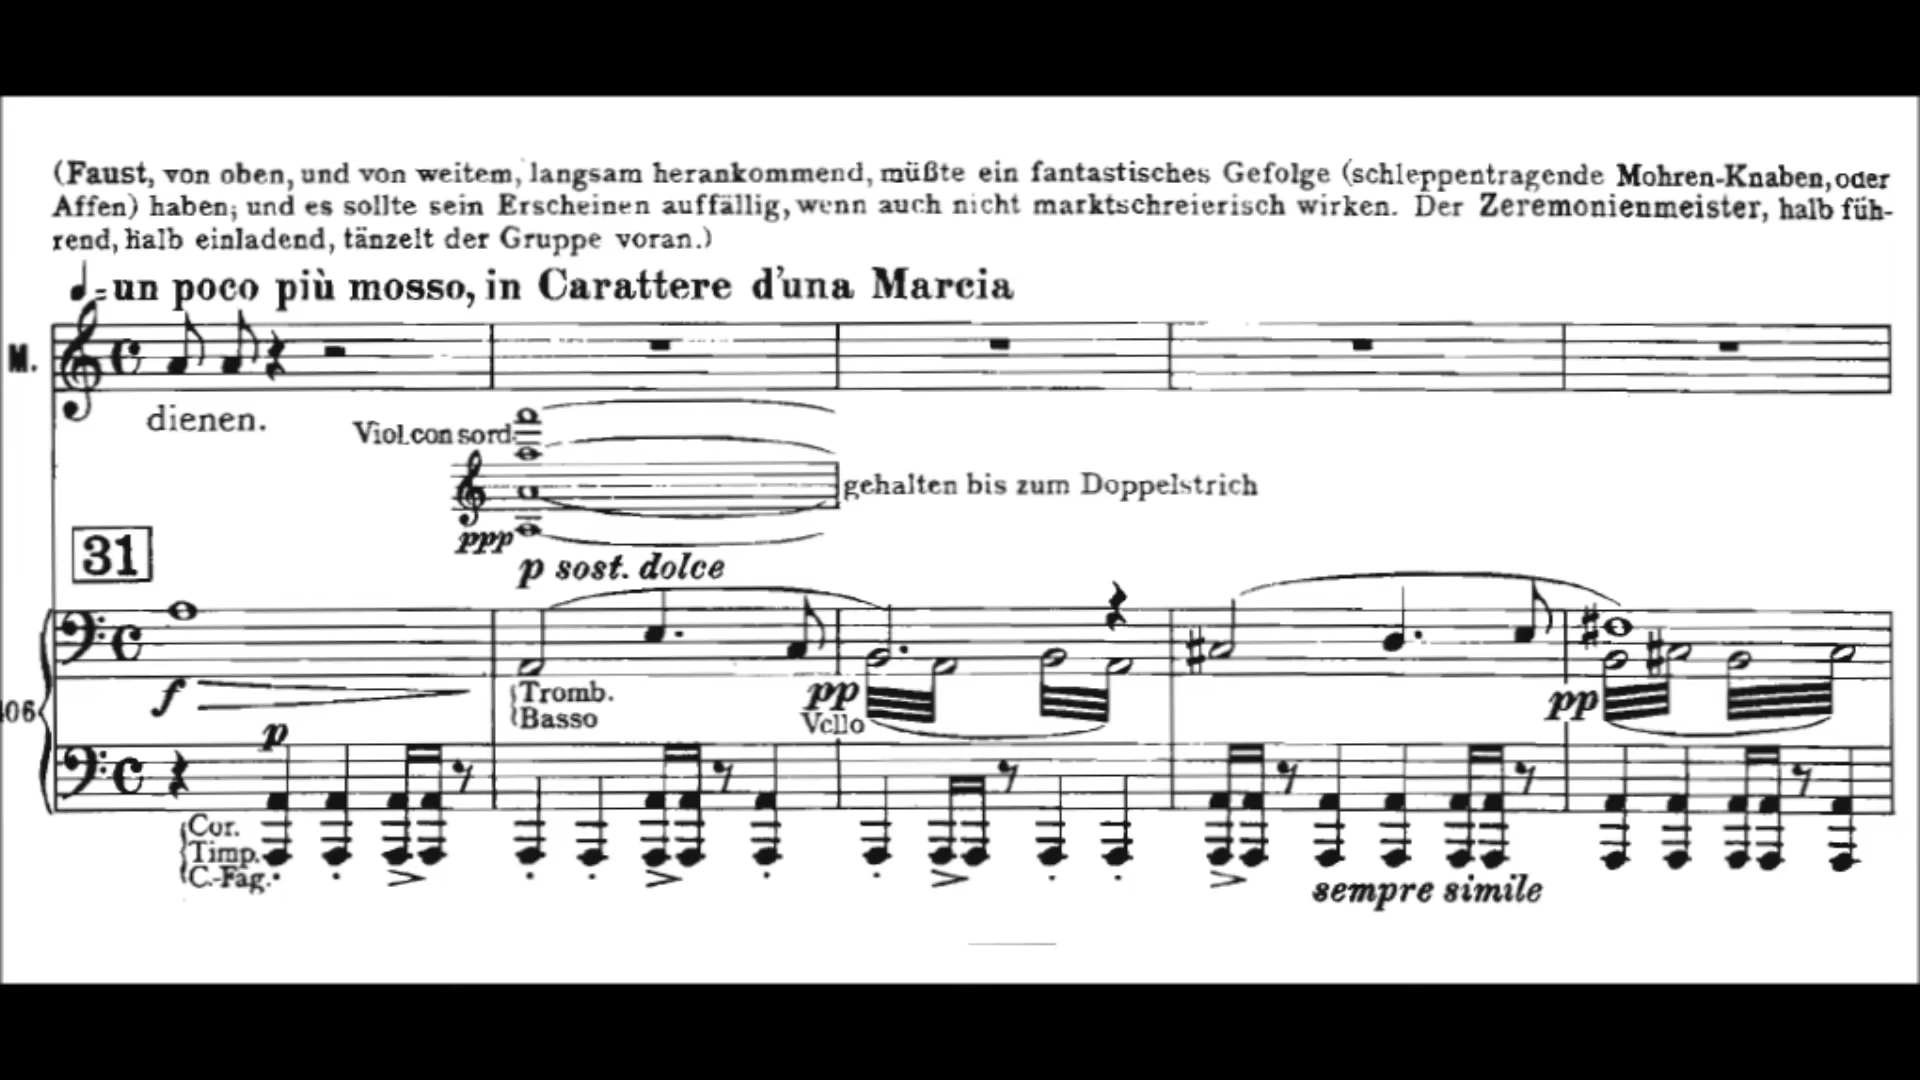 (Faust, von oben, und von weitem, langsam herankommend, müßte ein fantastisches Gefolge (schleppentragende Mohren-Knaben, oder
Affen) haben; und es sollte sein Erscheinen auffällig, wenn auch nicht marktschreierisch wirken. Der Zeremonienmeister, halb füh-
rend, halb einladend, tänzelt der Gruppe voran.)
♩= un poco più mosso, in Carattere d'una Marcia
M.
dienen.
Viol. con sord.
gehalten bis zum Doppelstrich
ppp
31
p sost. dolce
f
Tromb.
Basso
pp
Vcllo
pp
p
Cor.
Timp.
C.-Fag.
sempre simile